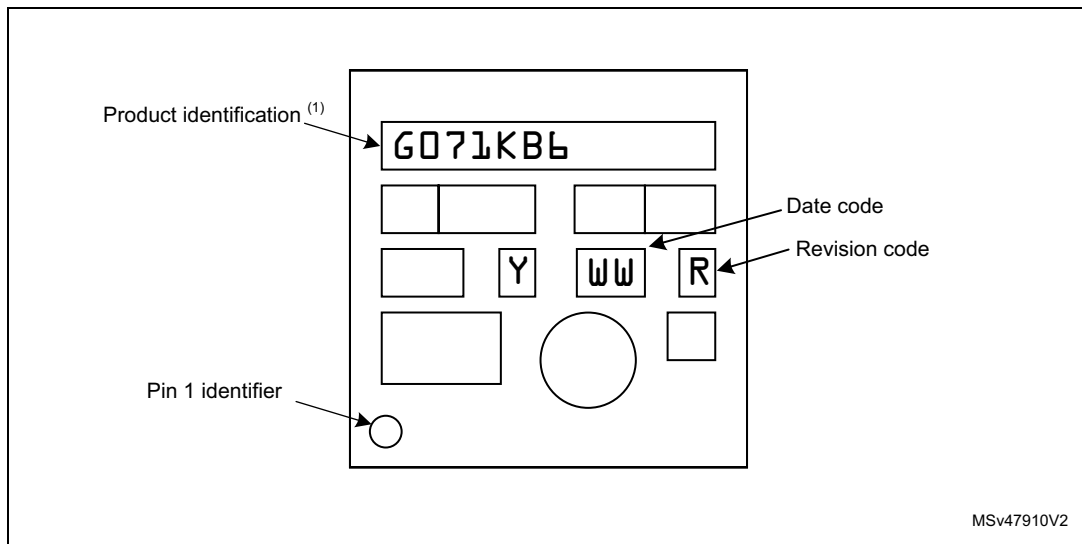 Product identification (1)
G071KB6
Date code
Revision code
Y WW R
Pin 1 identifier
MSv47910V2